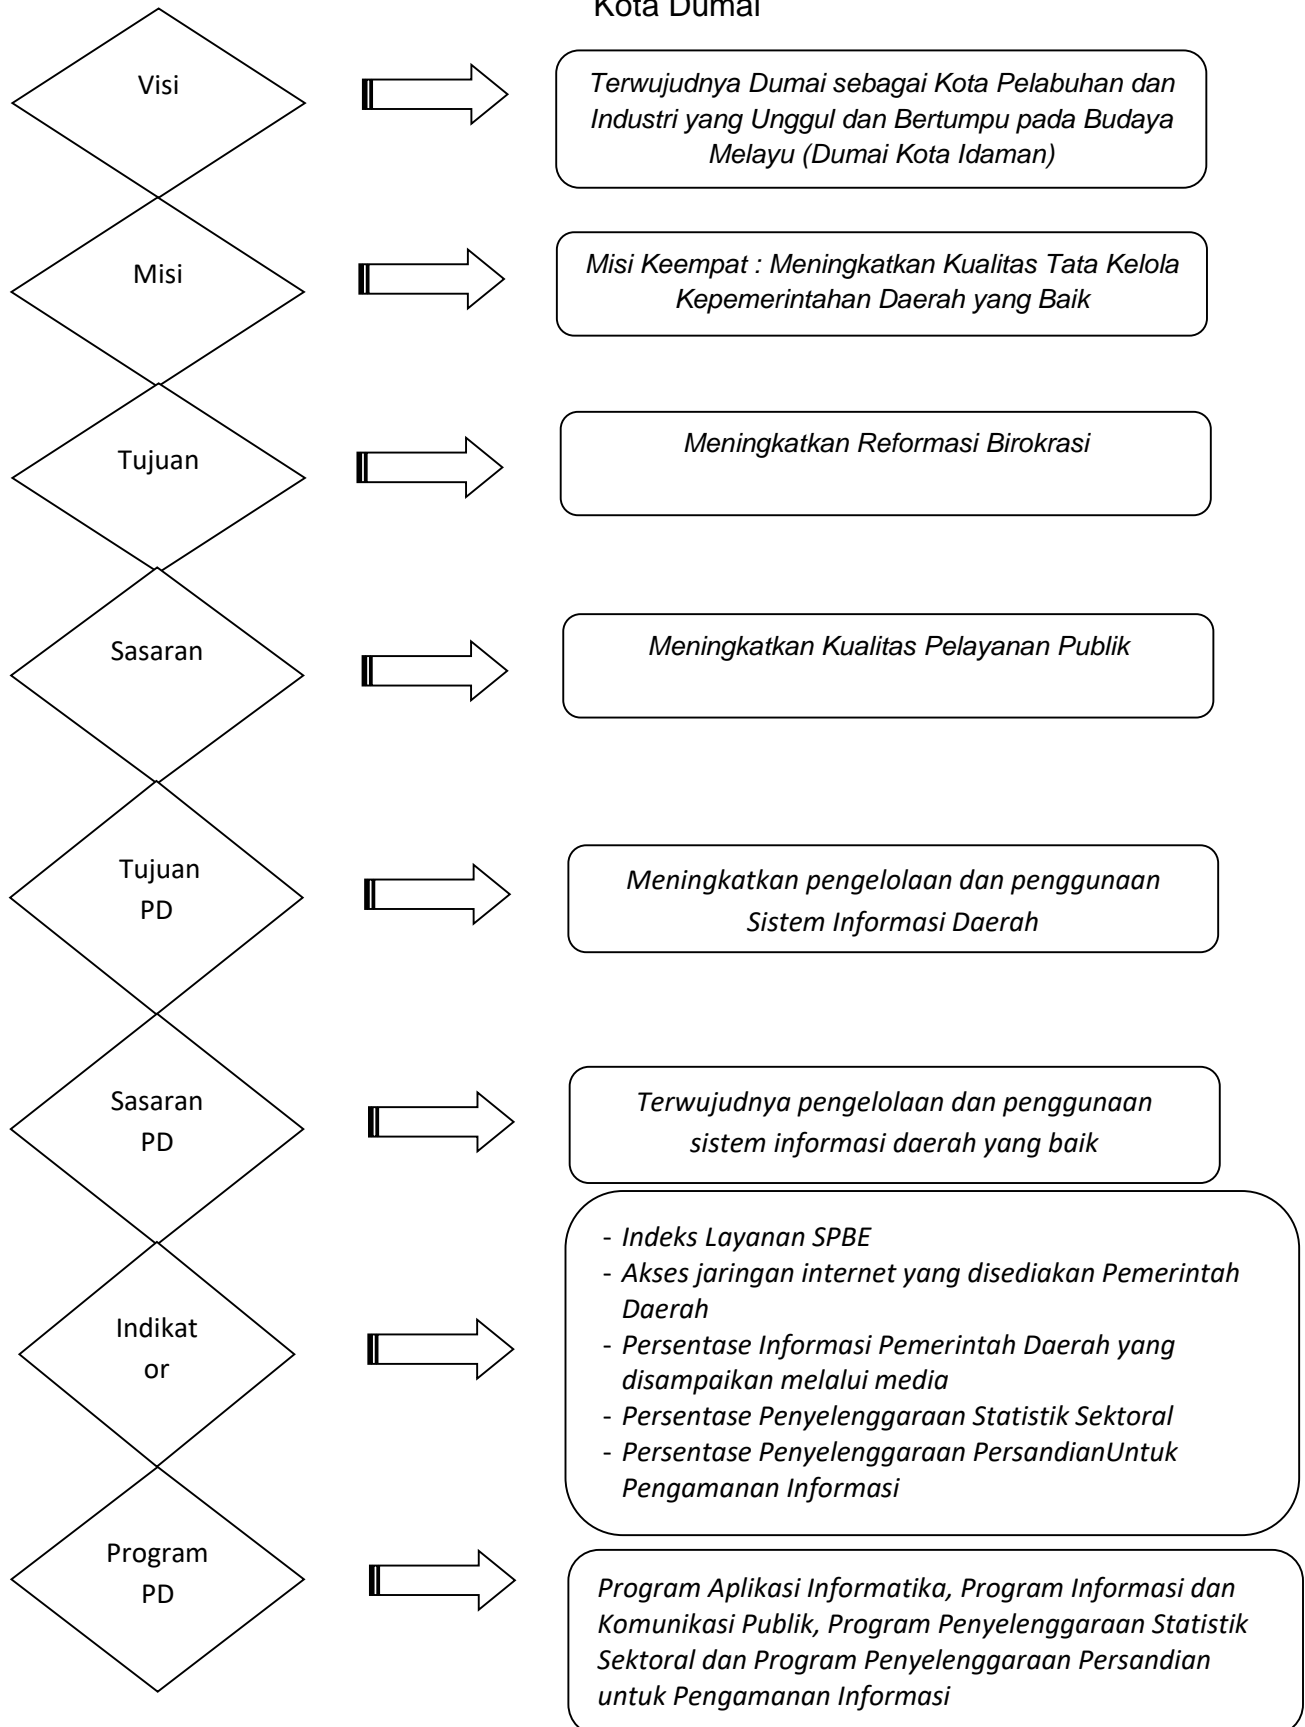 Kota Dumai
Visi
Terwujudnya Dumai sebagai Kota Pelabuhan dan
Industri yang Unggul dan Bertumpu pada Budaya
Melayu (Dumai Kota Idaman)
Misi
Misi Keempat : Meningkatkan Kualitas Tata Kelola
Kepemerintahan Daerah yang Baik
Tujuan
Meningkatkan Reformasi Birokrasi
Sasaran
Meningkatkan Kualitas Pelayanan Publik
Tujuan
PD
Meningkatkan pengelolaan dan penggunaan
Sistem Informasi Daerah
Sasaran
PD
Terwujudnya pengelolaan dan penggunaan
sistem informasi daerah yang baik
Indikat
or
- Indeks Layanan SPBE
- Akses jaringan internet yang disediakan Pemerintah
Daerah
- Persentase Informasi Pemerintah Daerah yang
disampaikan melalui media
- Persentase Penyelenggaraan Statistik Sektoral
- Persentase Penyelenggaraan PersandianUntuk
Pengamanan Informasi
Program
PD
Program Aplikasi Informatika, Program Informasi dan
Komunikasi Publik, Program Penyelenggaraan Statistik
Sektoral dan Program Penyelenggaraan Persandian
untuk Pengamanan Informasi